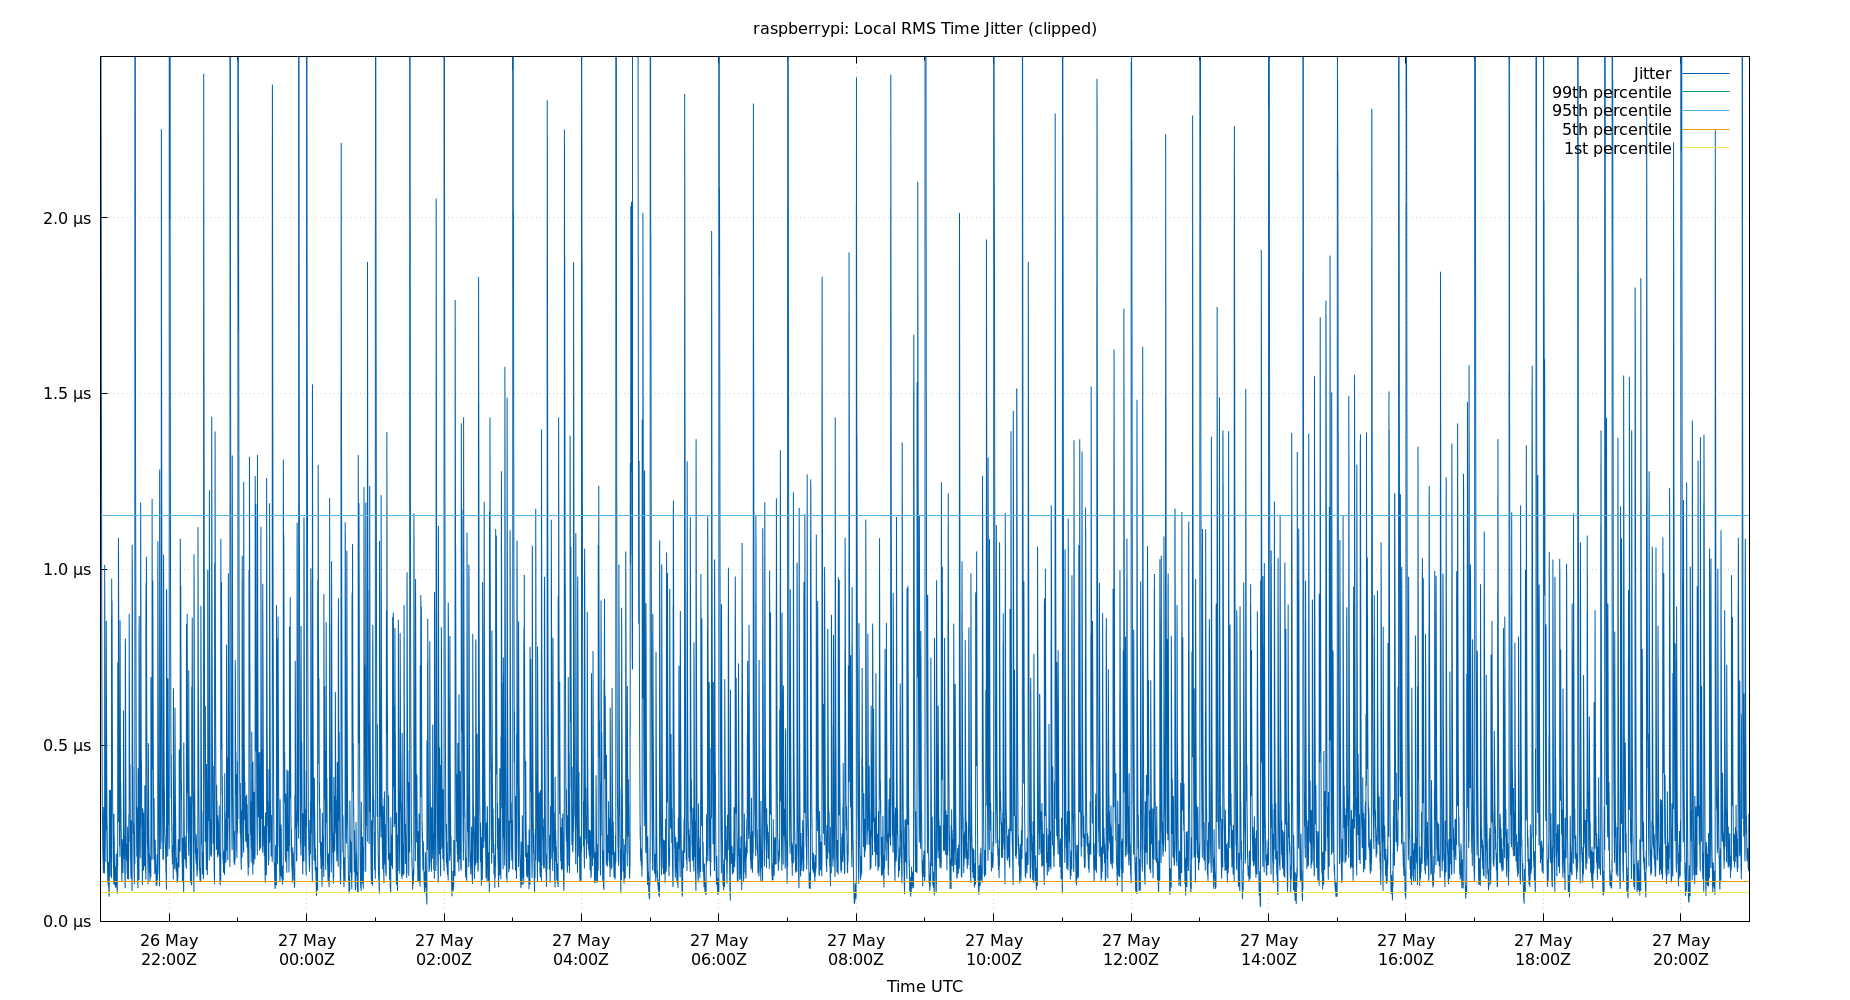 raspberrypi: Local RMS Time Jitter (clipped)
Jitter
99th percentile
95th percentile
5th percentile
1st percentile
2.0 µs
1.5 µs
1.0 µs
0.5 µs
0.0 µs
26 May 27 May 27 May 27 May 27 May 27 May 27 May 27 May 27 May 27 May 27 May 27 May
22:00Z 00:00Z 02:00Z 04:00Z 06:00Z 08:00Z 10:00Z 12:00Z 14:00Z 16:00Z 18:00Z 20:00Z
Time UTC